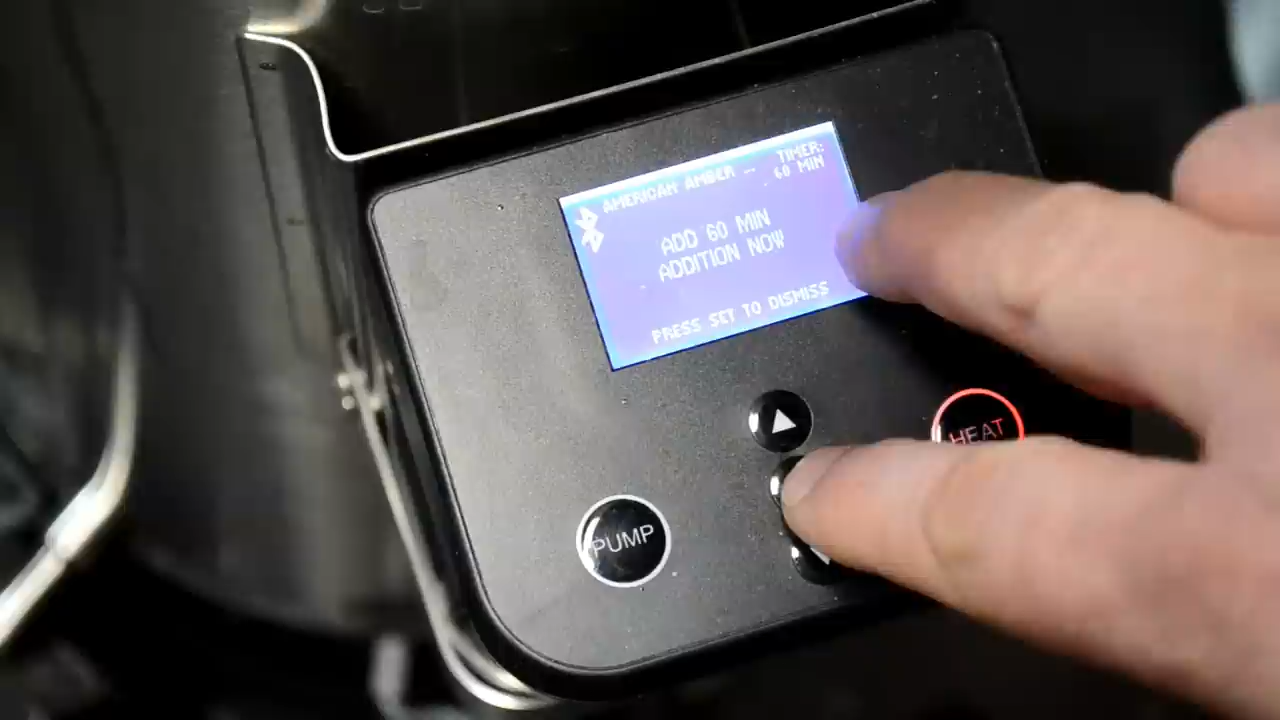 AMERICAN AMBER -
TIMER:
60 MIN
ADD 60 MIN
ADDITION NOW
PRESS SET TO DISMISS
HEAT
PUMP